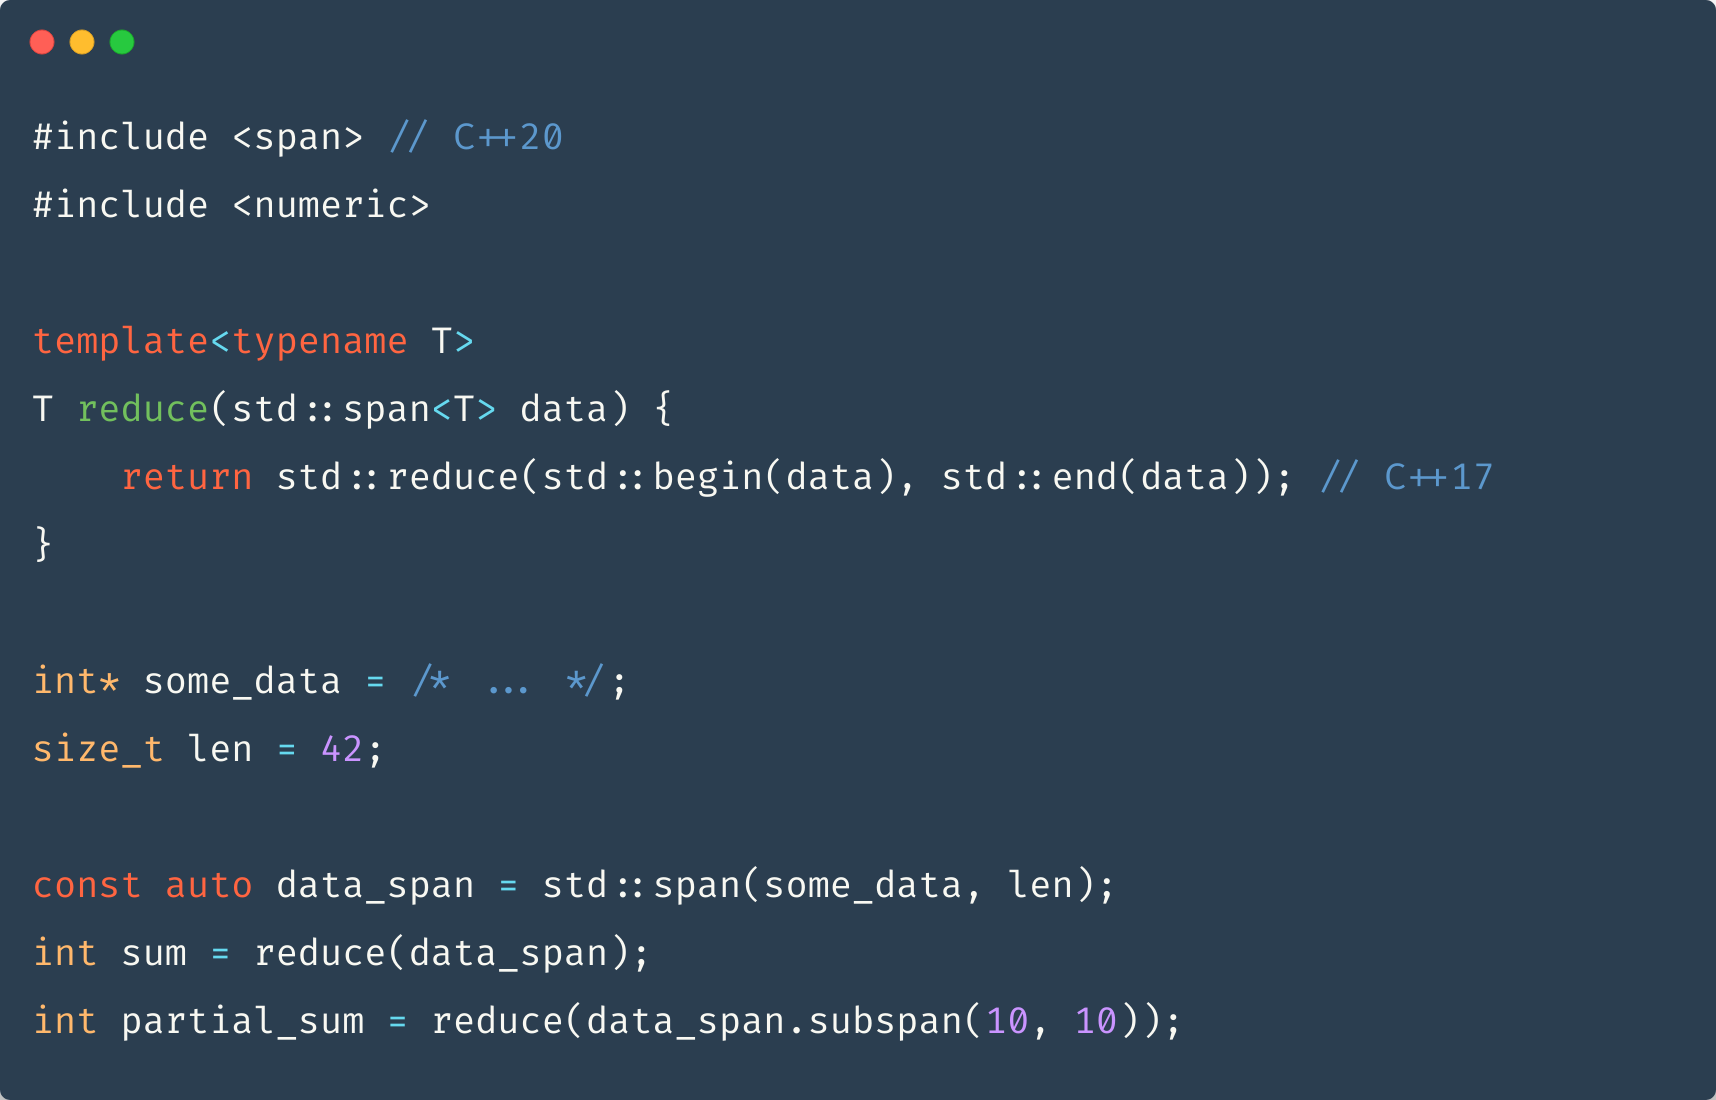 #include <span> // C++20
#include <numeric>
template<typename T>
T reduce(std::span<T> data) {
return std::reduce(std::begin(data), std::end(data)); // C++17
}
int* some_data = /* ... */;
size_t len = 42;
const auto data_span = std::span(some_data, len);
int sum = reduce(data_span);
int partial_sum = reduce(data_span.subspan(10, 10));